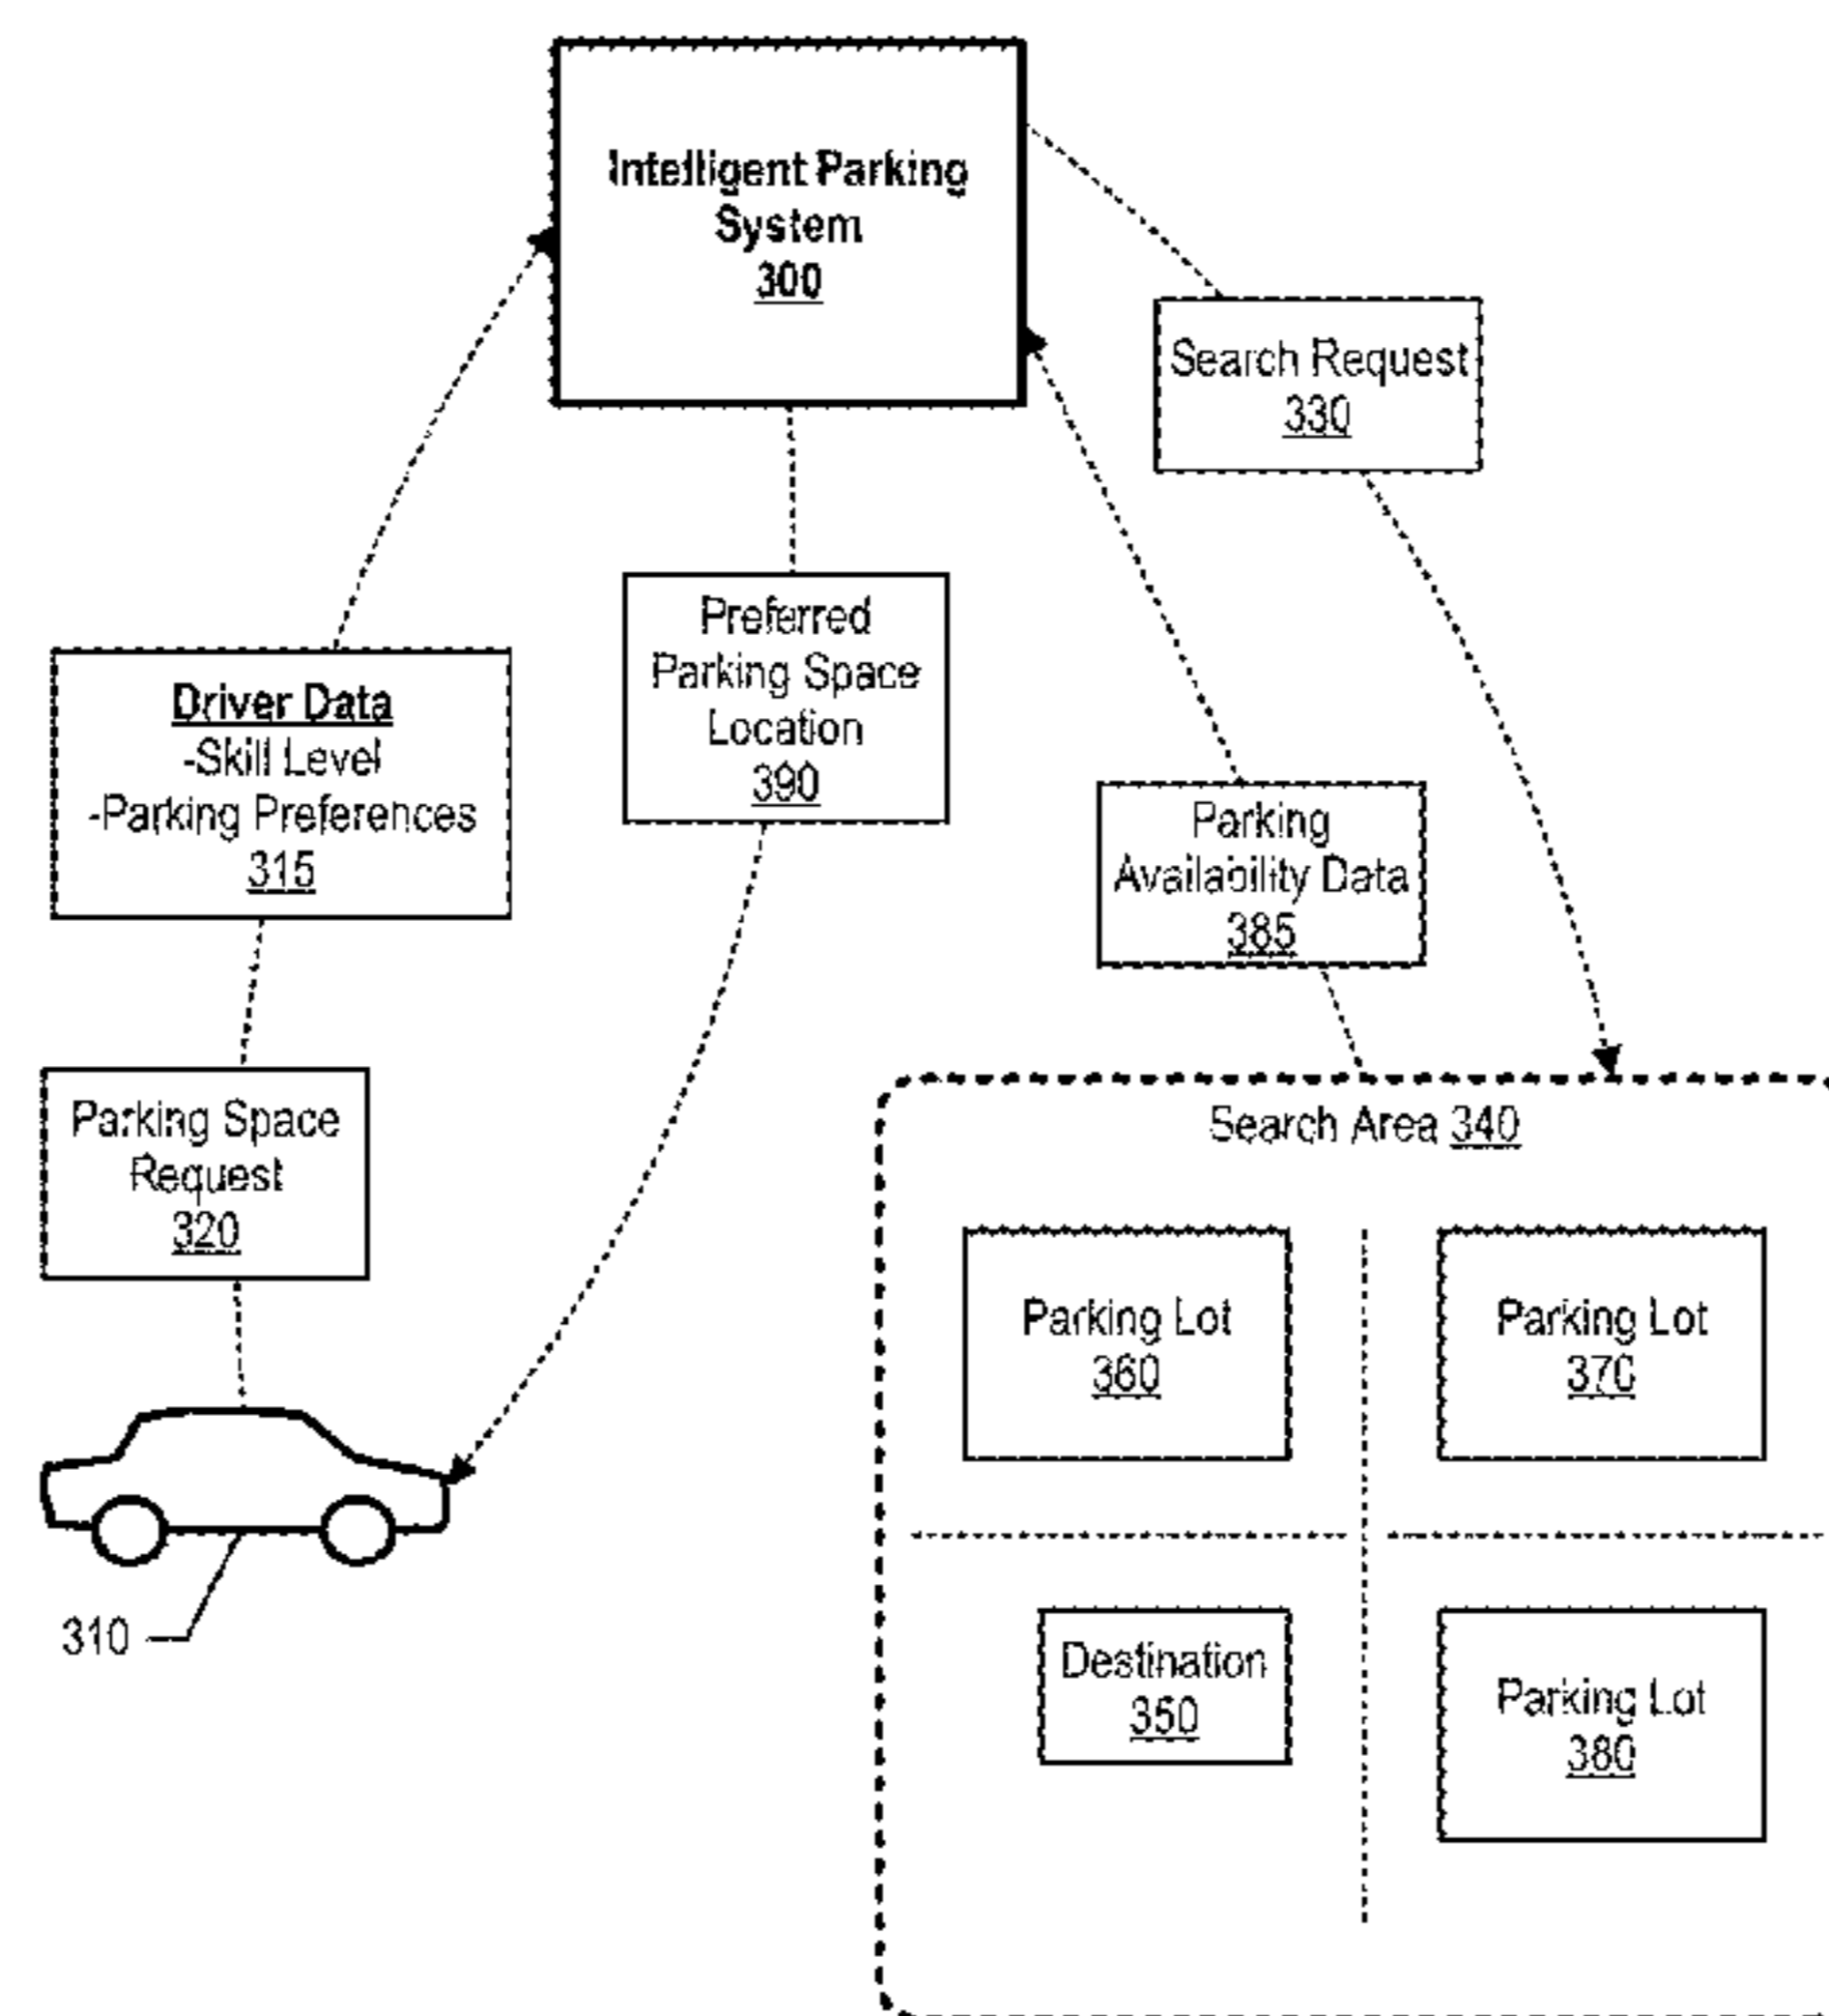 Intelligent Parking
System
300
Search Request
330
Preferred
Parking Space
Location
390
Driver Data
-Skill Level
-Parking Preferences
315
Parking
Availability Data
385
Parking Space
Request
320
Search Area 340
Parking Lot
360
Parking Lot
370
310
Destination
350
Parking Lot
380